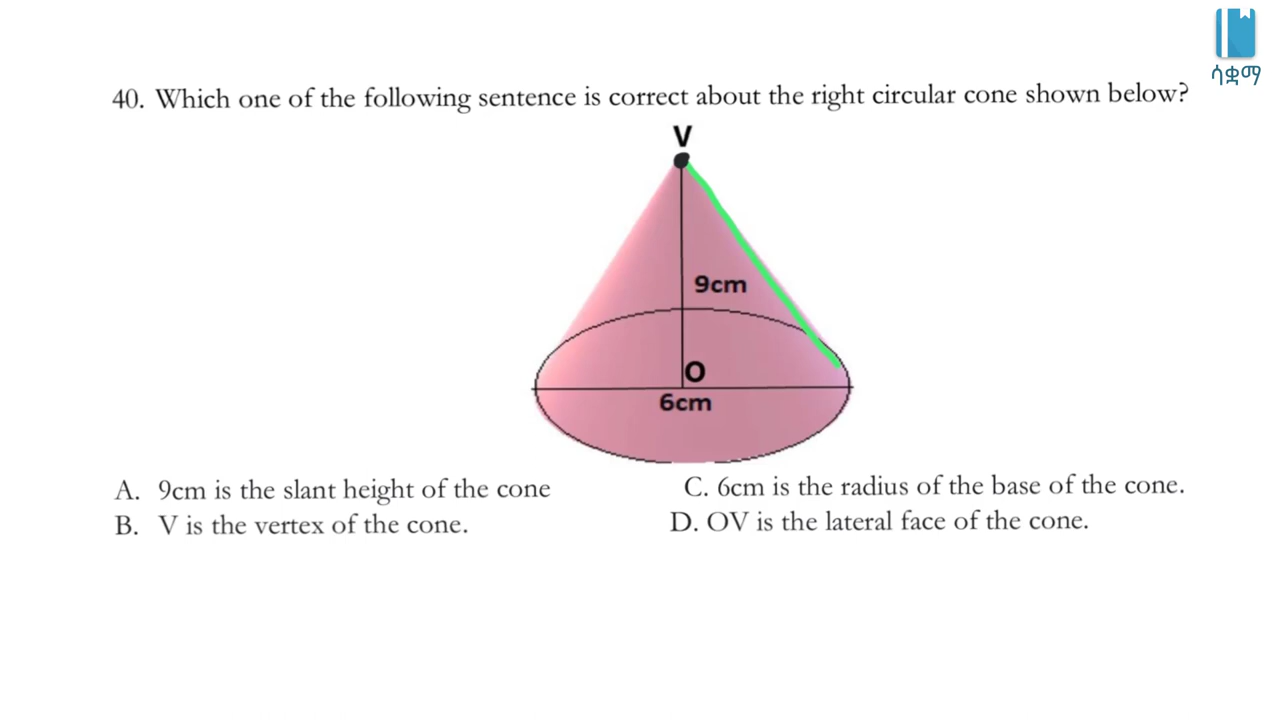 ሳቋማ
40. Which one of the following sentence is correct about the right circular cone shown below?
V
9cm
O
6cm
A. 9cm is the slant height of the cone
C. 6cm is the radius of the base of the cone.
B. V is the vertex of the cone.
D. OV is the lateral face of the cone.